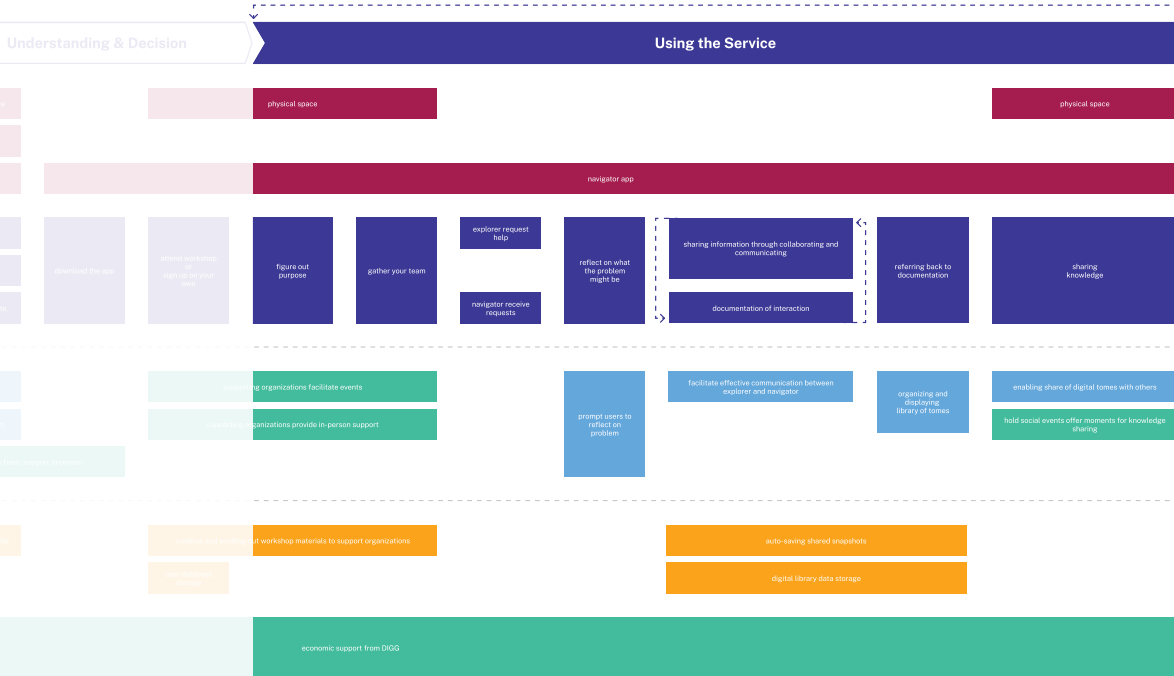 Understanding & Decision
Using the Service
physical space
physical space
navigator app
download the app
figure out
purpose
gather your team
explorer request
help
navigator receive
requests
reflect on what
the problem
might be
sharing information through collaborating and
communicating
documentation of interaction
referring back to
documentation
sharing
knowledge
supporting organizations facilitate events
supporting organizations provide in-person support
prompt users to
reflect on
problem
facilitate effective communication between
explorer and navigator
organizing and
displaying
library of tomes
enabling share of digital tomes with others
hold social events offer moments for knowledge
sharing
out workshop materials to support organizations
auto-saving shared snapshots
digital library data storage
economic support from DIGG